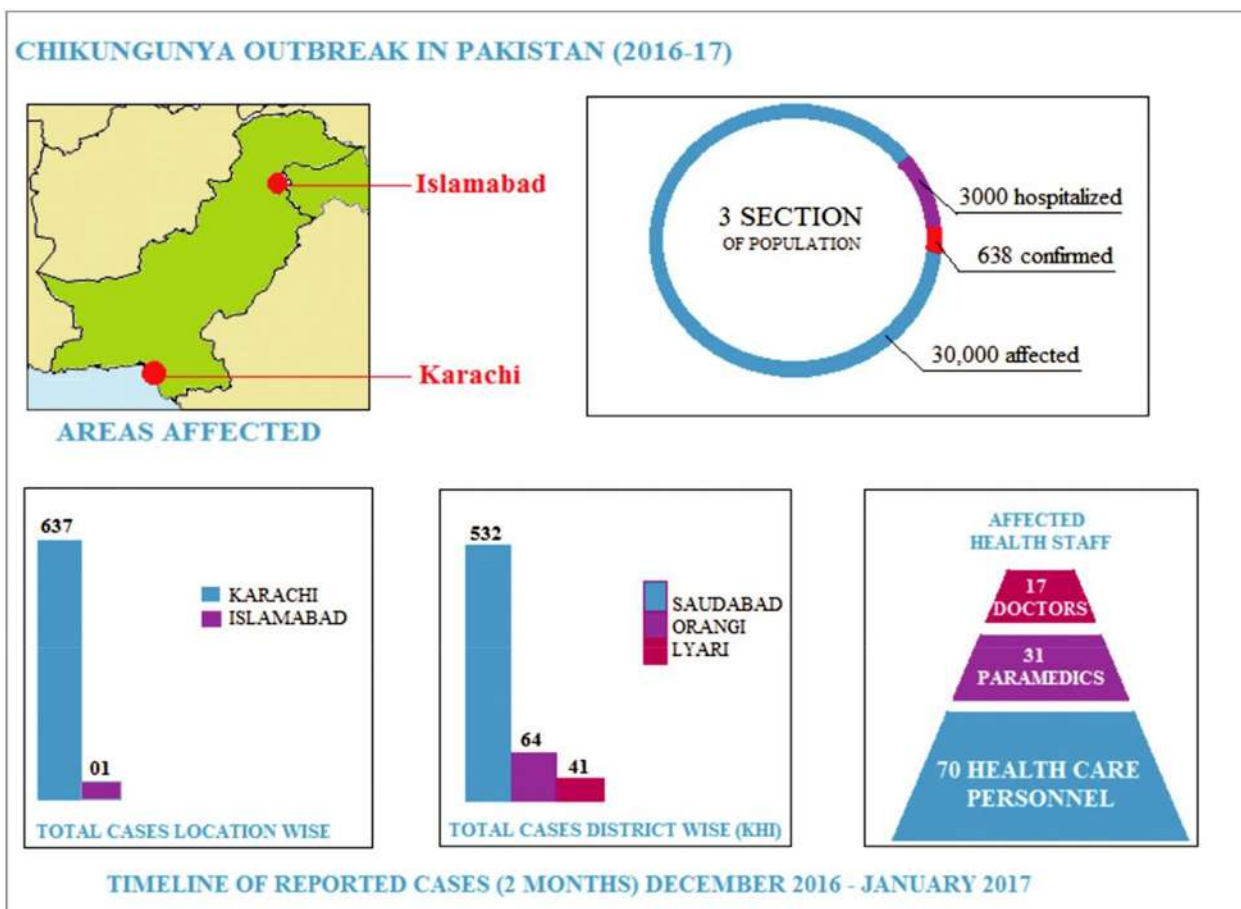 CHIKUNGUNYA OUTBREAK IN PAKISTAN (2016-17)
Islamabad
Karachi
AREAS AFFECTED
3 SECTION
OF POPULATION
3000 hospitalized
638 confirmed
30,000 affected
637
01
KARACHI
ISLAMABAD
TOTAL CASES LOCATION WISE
532
64
41
SAUDABAD
ORANGI
LYARI
TOTAL CASES DISTRICT WISE (KHI)
AFFECTED
HEALTH STAFF
17
DOCTORS
31
PARAMEDICS
70 HEALTH CARE
PERSONNEL
TIMELINE OF REPORTED CASES (2 MONTHS) DECEMBER 2016 - JANUARY 2017